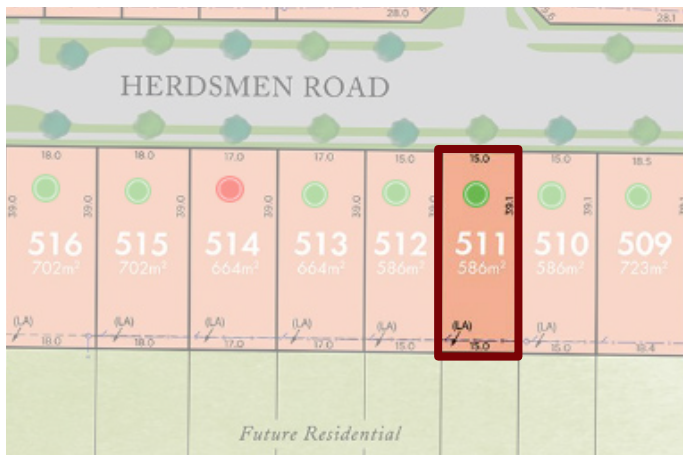 28.0
28.1
HERDSMEN ROAD
18.0 18.0 17.0 17.0 15.0 15.0 15.0 18.5
39.0 39.0 39.0 39.0 39.1 39.1
516 515 514 513 512 511 510 509
702m² 702m² 664m² 664m² 586m² 586m² 586m² 723m²
(LA) (LA) (LA) (LA) (LA) (LA)
18.0 18.0 17.0 17.0 15.0 15.0 15.0 18.4
Future Residential